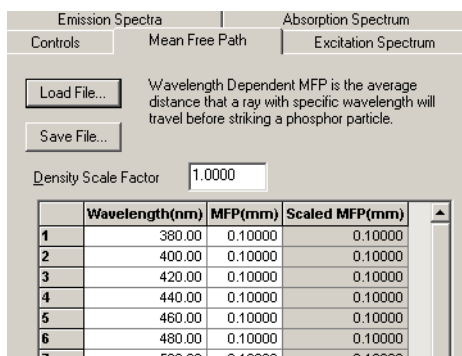 Emission Spectra Absorption Spectrum
Controls Mean Free Path Excitation Spectrum
Load File... Wavelength Dependent MFP is the average
distance that a ray with specific wavelength will
travel before striking a phosphor particle.
Save File...
Density Scale Factor 1.0000
Wavelength(nm) MFP(mm) Scaled MFP(mm)
1 380.00 0.10000 0.10000
2 400.00 0.10000 0.10000
3 420.00 0.10000 0.10000
4 440.00 0.10000 0.10000
5 460.00 0.10000 0.10000
6 480.00 0.10000 0.10000